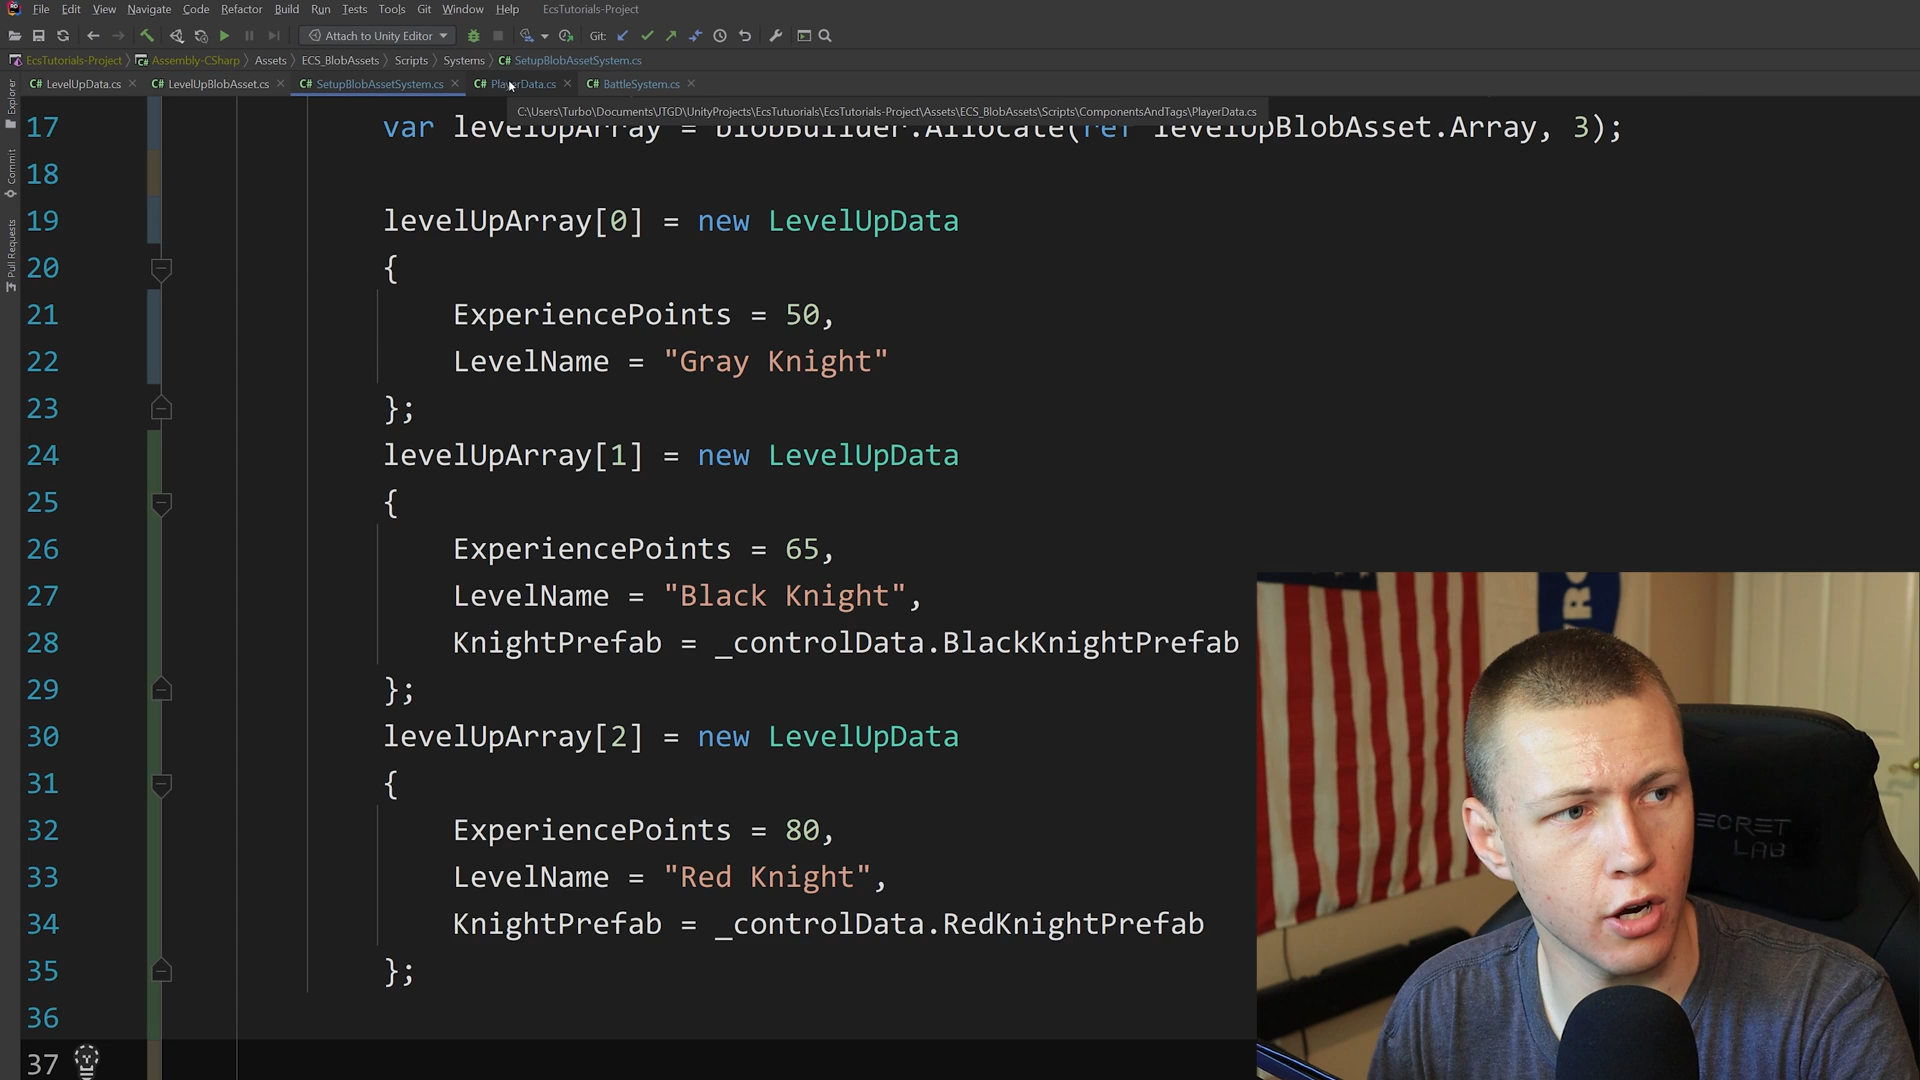 File Edit View Navigate Code Refactor Build Run Tests Tools Git Window Help EcsTutorials-Project
Attach to Unity Editor Git:
EcsTutorials-Project Assembly-CSharp Assets ECS_BlobAssets Scripts Systems C# SetupBlobAssetSystem.cs
C# LevelUpData.cs C# LevelUpBlobAsset.cs C# SetupBlobAssetSystem.cs C# PlayerData.cs C# BattleSystem.cs
C:\Users\Turbo\Documents\JTGD\UnityProjects\EcsTutuorials\EcsTutorials-Project\Assets\ECS_BlobAssets\Scripts\ComponentsAndTags\PlayerData.cs
Explorer
Commit
Pull Requests
17 var levelUpArray = blobBuilder.Allocate(ref levelUpBlobAsset.Array, 3);
18
19 levelUpArray[0] = new LevelUpData
20 {
21 ExperiencePoints = 50,
22 LevelName = "Gray Knight"
23 };
24 levelUpArray[1] = new LevelUpData
25 {
26 ExperiencePoints = 65,
27 LevelName = "Black Knight",
28 KnightPrefab = _controlData.BlackKnightPrefab
29 };
30 levelUpArray[2] = new LevelUpData
31 {
32 ExperiencePoints = 80,
33 LevelName = "Red Knight",
34 KnightPrefab = _controlData.RedKnightPrefab
35 };
36
37
ECRET
LAB